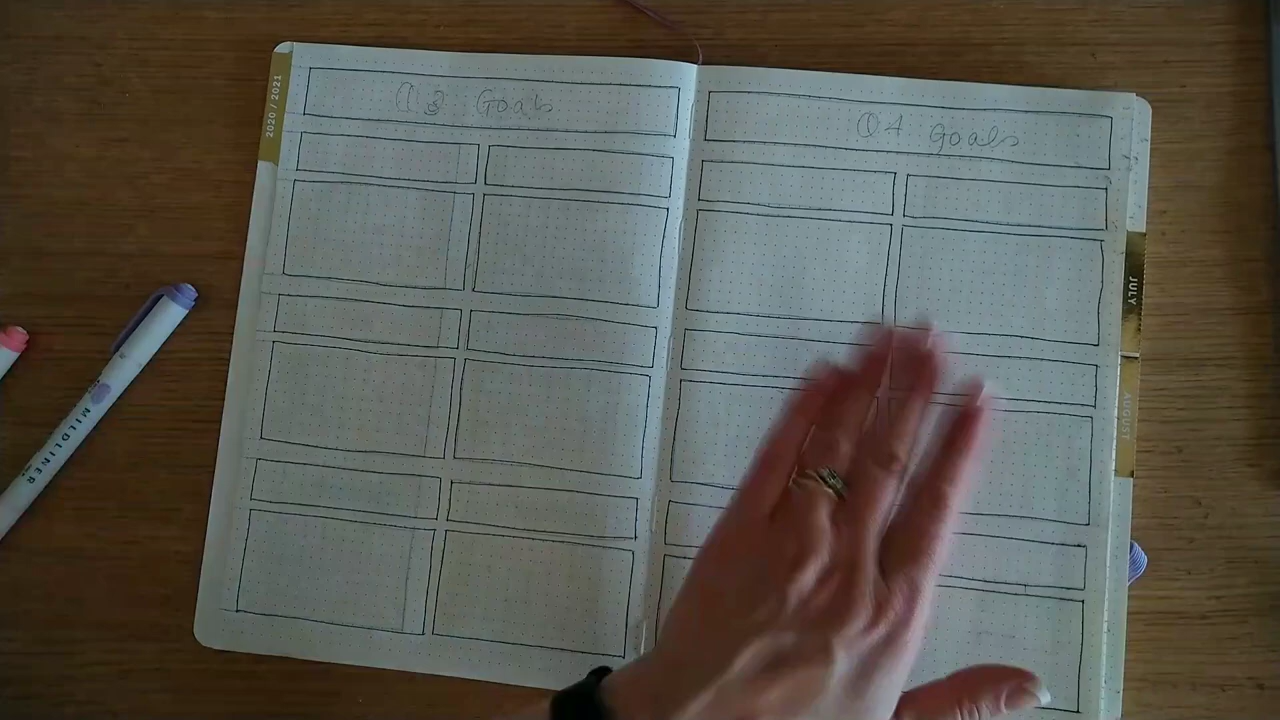 2020 / 2021
Q3 Goals
Q4 goals
JULY
AUGUST
MILDLINER